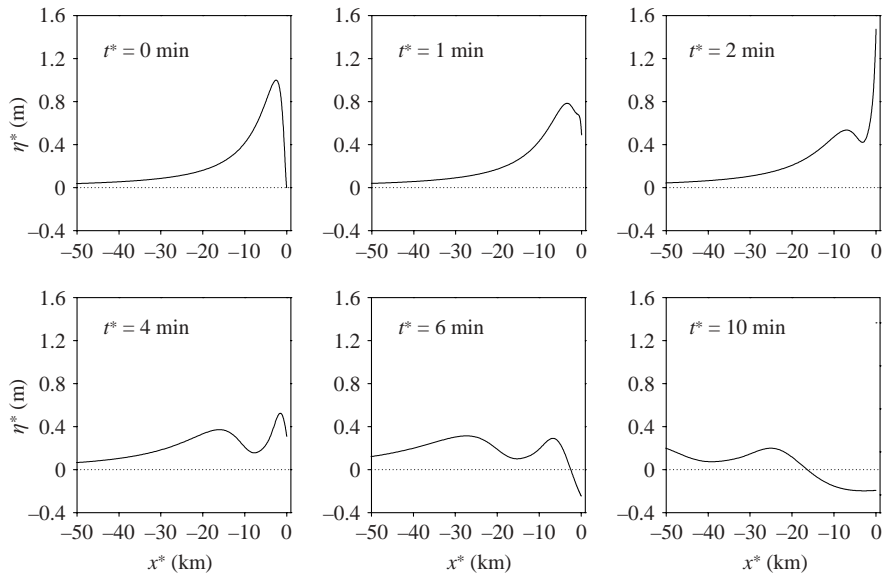 1.6
1.2
0.8
0.4
0
–0.4
η* (m)
t* = 0 min
–50 –40 –30 –20 –10 0
1.6
1.2
0.8
0.4
0
–0.4
t* = 1 min
–50 –40 –30 –20 –10 0
1.6
1.2
0.8
0.4
0
–0.4
t* = 2 min
–50 –40 –30 –20 –10 0
1.6
1.2
0.8
0.4
0
–0.4
η* (m)
t* = 4 min
–50 –40 –30 –20 –10 0
x* (km)
1.6
1.2
0.8
0.4
0
–0.4
t* = 6 min
–50 –40 –30 –20 –10 0
x* (km)
1.6
1.2
0.8
0.4
0
–0.4
t* = 10 min
–50 –40 –30 –20 –10 0
x* (km)